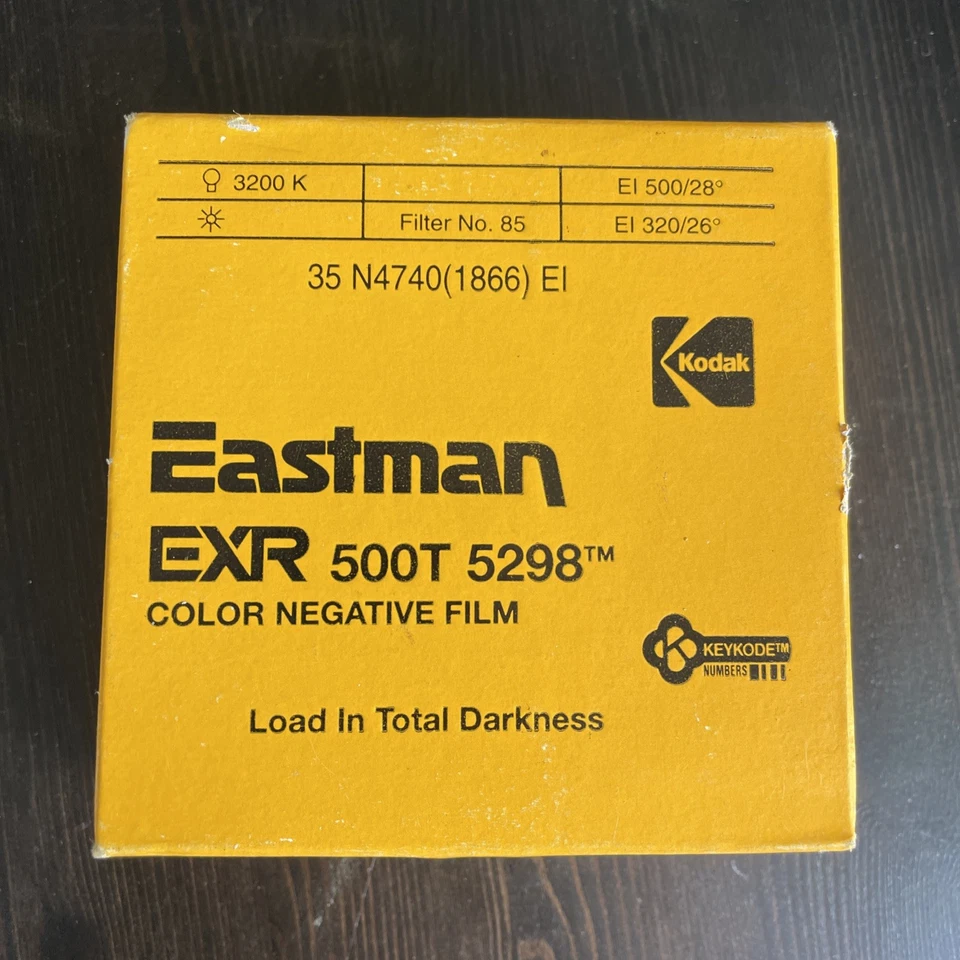 3200 K EI 500/28°
Filter No. 85 EI 320/26°
35 N4740(1866) EI
Kodak
Eastman
EXR 500T 5298™
COLOR NEGATIVE FILM
KEYKODE™
NUMBERS
Load In Total Darkness